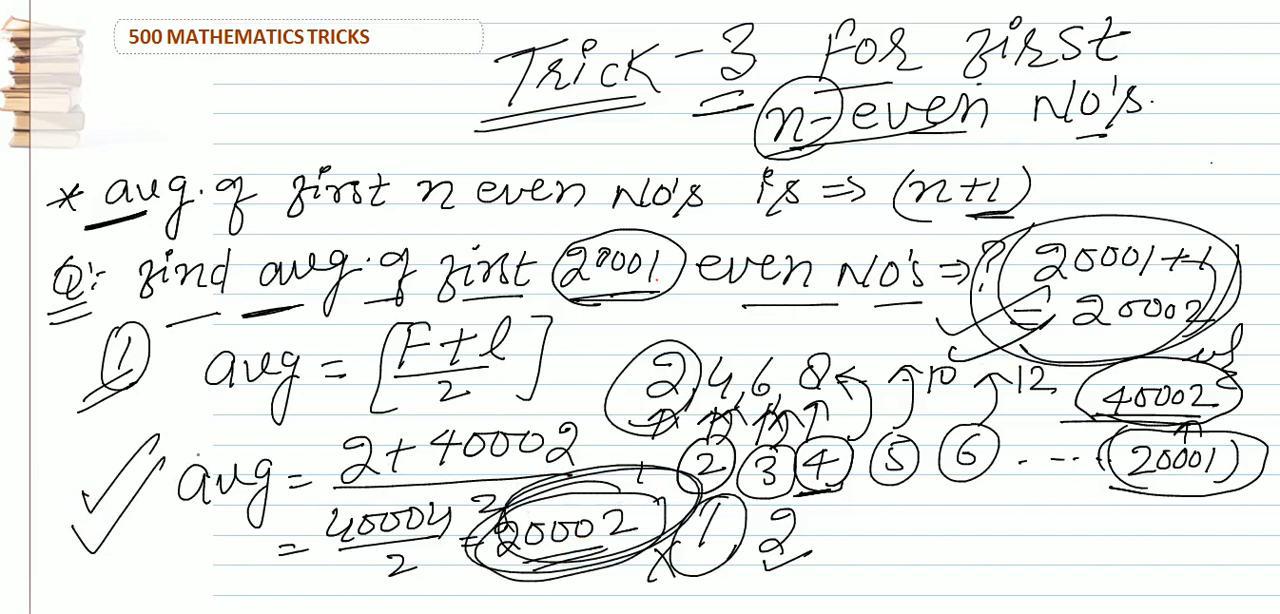 500 MATHEMATICS TRICKS
Trick - 3 for first
n-even No's.
* avg. of first n even No's is ⇒ (n+1)
Q:- find avg. of first 20001 even No's ⇒ ? 20001+1
= 20002
① avg = [F+l/2]
2, 4, 6, 8 10 12 40002
avg = 2+40002
2 3 4 5 6 . - - - (20001)
= 40004/2 = 20002
1 2